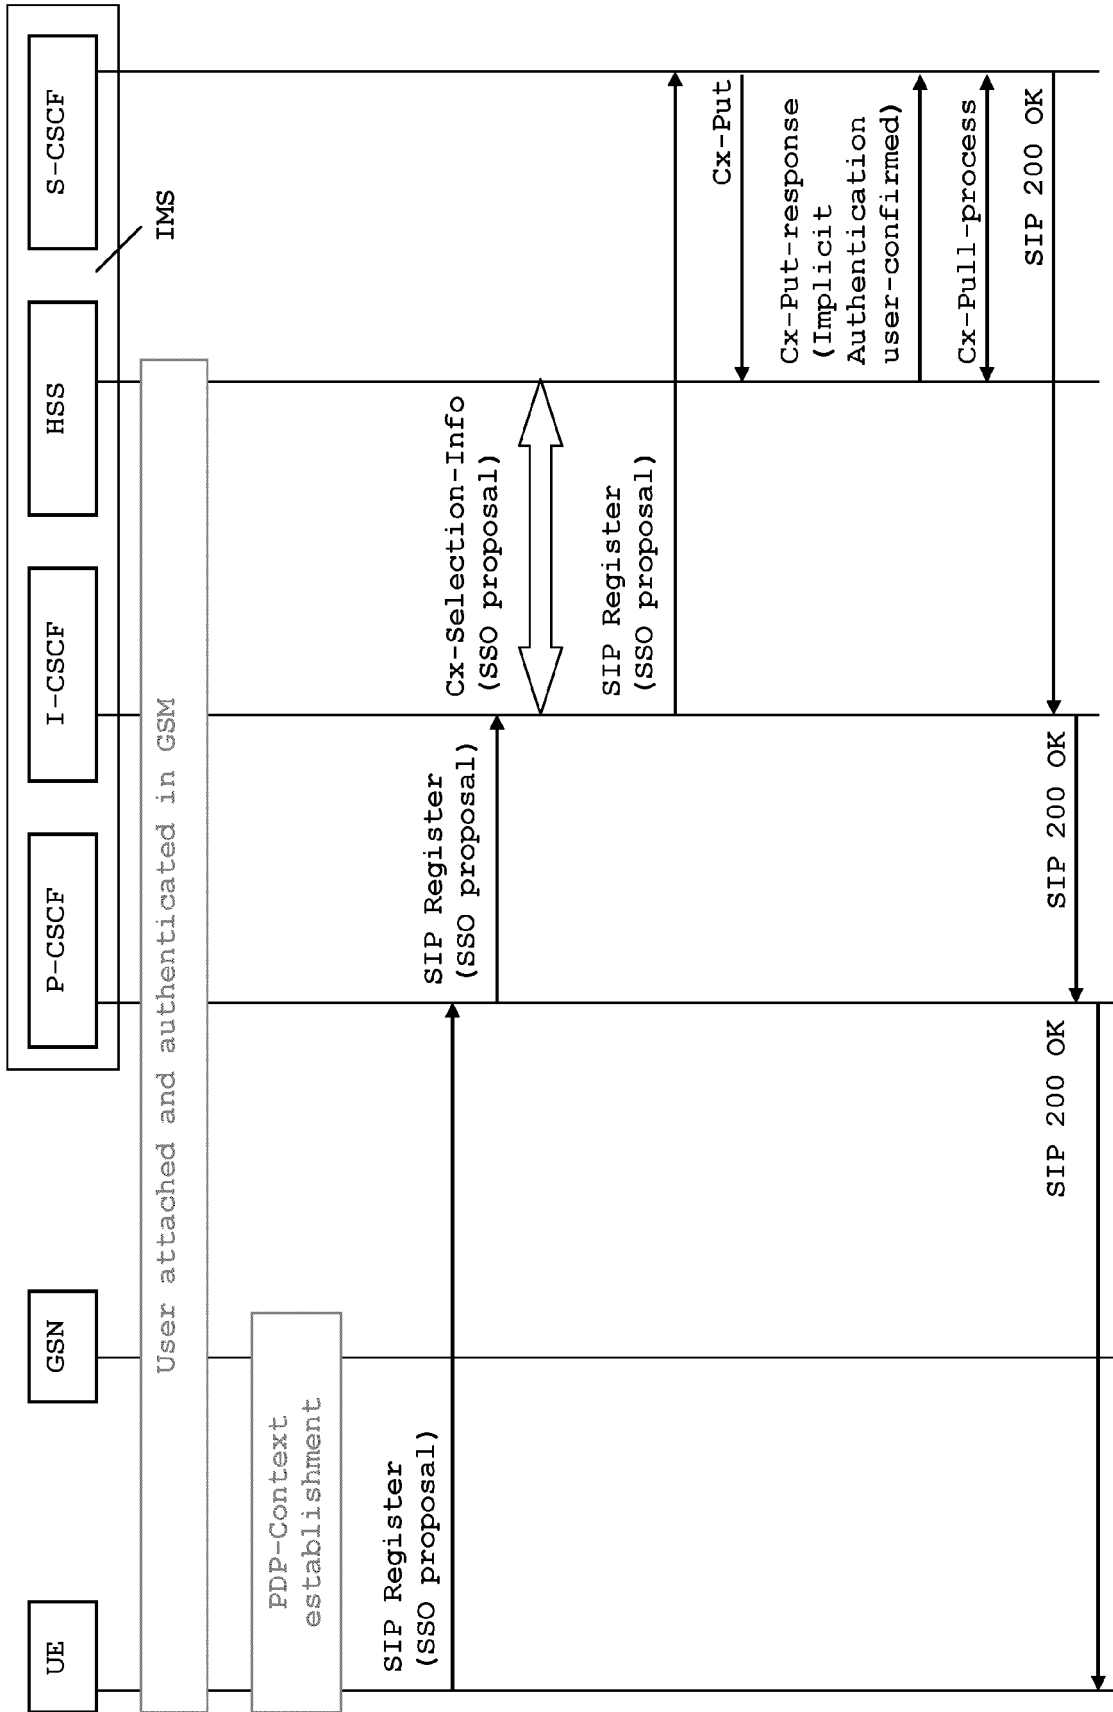 UE
GSN
P-CSCF
I-CSCF
HSS
S-CSCF
IMS
User attached and authenticated in GSM
PDP-Context
establishment
SIP Register
(SSO proposal)
SIP Register
(SSO proposal)
Cx-Selection-Info
(SSO proposal)
SIP Register
(SSO proposal)
Cx-Put
Cx-Put-response
(Implicit
Authentication
user-confirmed)
Cx-Pull-process
SIP 200 OK
SIP 200 OK
SIP 200 OK